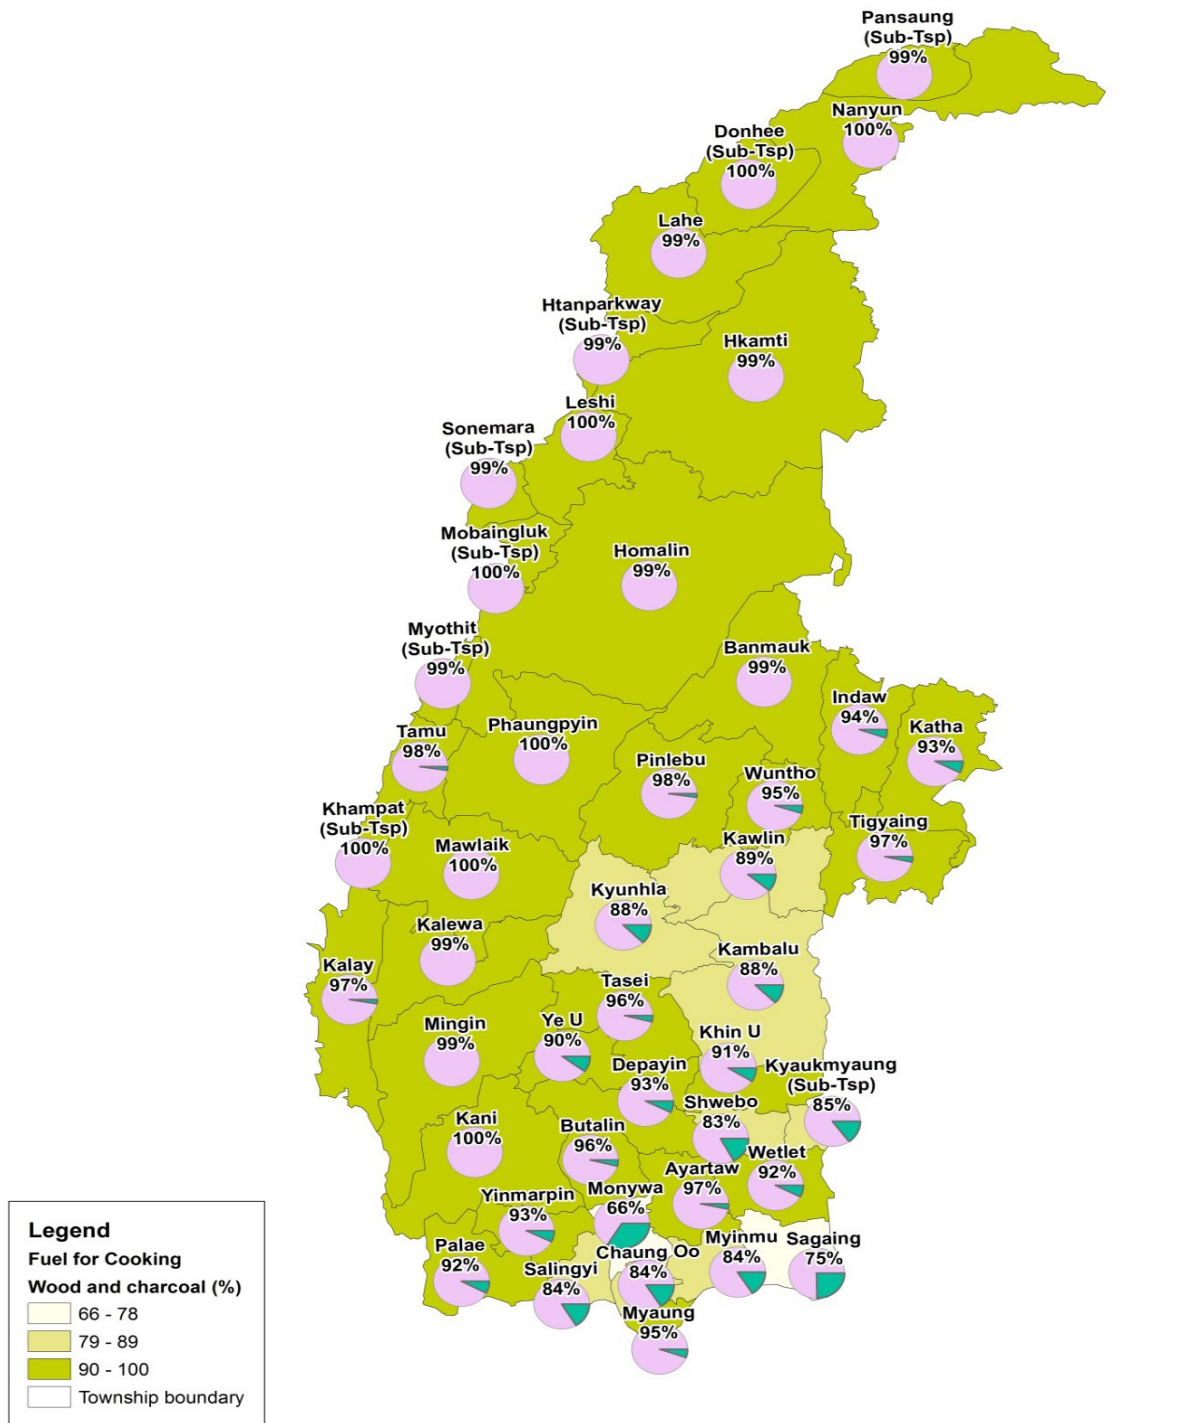 Pansaung
(Sub-Tsp)
99%
Nanyun
100%
Donhee
(Sub-Tsp)
100%
Lahe
99%
Htanparkway
(Sub-Tsp)
99%
Hkamti
99%
Leshi
100%
Sonemara
(Sub-Tsp)
99%
Mobaingluk
(Sub-Tsp)
100%
Homalin
99%
Myothit
(Sub-Tsp)
99%
Banmauk
99%
Indaw
94%
Katha
93%
Tamu
98%
Phaungpyin
100%
Pinlebu
98%
Wuntho
95%
Khampat
(Sub-Tsp)
100%
Mawlaik
100%
Kawlin
89%
Tigyaing
97%
Kyunhla
88%
Kalewa
99%
Kambalu
88%
Kalay
97%
Tasei
96%
Mingin
99%
Ye U
90%
Khin U
91%
Depayin
93%
Kyaukmyaung
(Sub-Tsp)
85%
Shwebo
83%
Kani
100%
Butalin
96%
Wetlet
92%
Ayartaw
97%
Monywa
66%
Yinmarpin
93%
Palae
92%
Salingyi
84%
Chaung Oo
84%
Myinmu
84%
Sagaing
75%
Myaung
95%
Legend
Fuel for Cooking
Wood and charcoal (%)
66 - 78
79 - 89
90 - 100
Township boundary